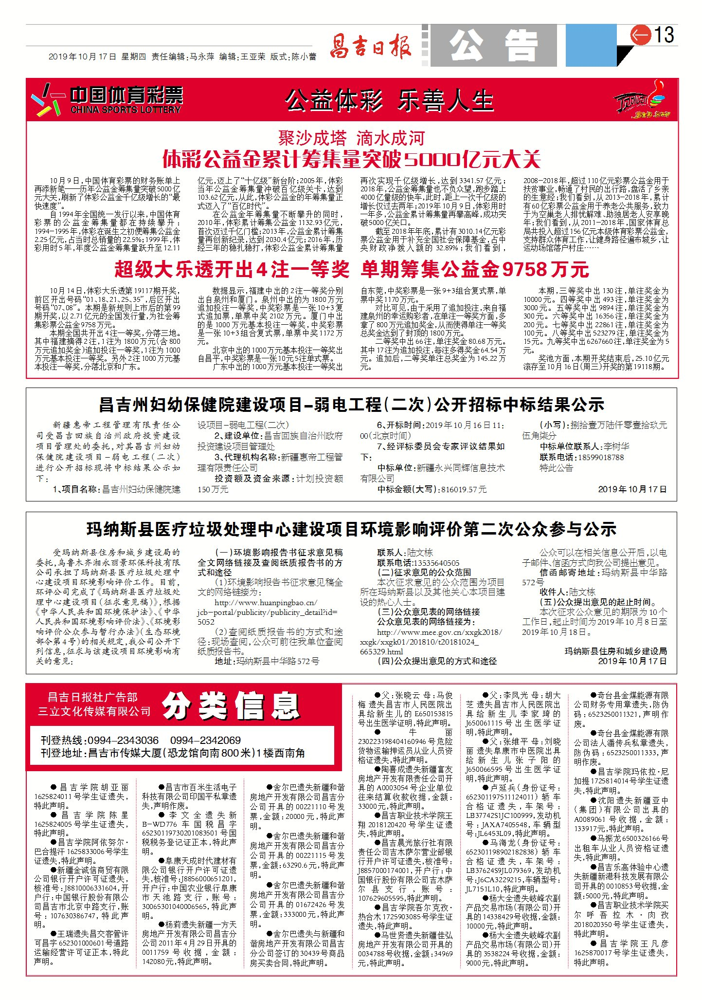 2019年10月17日 星期四 责任编辑:马永萍 编辑:王亚荣 版式:陈小蕾
昌吉日报
公告
13
中国体育彩票
CHINA SPORTS LOTTERY
公益体彩 乐善人生
顶呱刮
聚沙成塔 滴水成河
体彩公益金累计筹集量突破5000亿元大关
10月9日,中国体育彩票的财务账单上
再添新笔——历年公益金筹集量突破5000亿
元大关,刷新了体彩公益金千亿级增长的“最
快速度”。
自1994年全国统一发行以来,中国体育
彩票的公益金筹集量都在持续攀升:
1994-1995年,体彩在诞生之初便筹集公益金
2.25亿元,占当时总销量的22.5%;1999年,体
彩用时5年,年度公益金筹集量跃升至12.11
亿元,迈上了“十亿级”新台阶;2005年,体彩
当年公益金筹集量冲破百亿级关卡,达到
103.62亿元,从此,体彩公益金的年筹集量正
式迈入了“百亿时代”。
在公益金年筹集量不断攀升的同时,
2010年,体彩累计筹集公益金1132.93亿元,
首次迈过千亿门槛;2013年,公益金累计筹集
量再创新纪录,达到2030.4亿元;2016年,历
经三年的稳扎稳打,体彩公益金累计筹集量
再次实现千亿级增长,达到3341.57亿元;
2018年,公益金筹集量也不负众望,跑步踏上
4000亿量级的快车,此时,距上一次千亿级的
增长仅过去两年;2019年10月9日,体彩用时
一年多,公益金累计筹集量再攀高峰,成功突
破5000亿关口。
截至2018年年底,累计有3010.14亿元彩
票公益金用于补充全国社会保障基金,占中
央财政净拨入额的32.89%;我们看到,
2008-2018年,超过110亿元彩票公益金用于
扶贫事业,畅通了村民的出行路,盘活了乡亲
的生意经;我们看到,从2013-2018年,累计
有60亿彩票公益金用于养老公共服务,致力
于为空巢老人排忧解难、助独居老人安享晚
年;我们看到,从2011-2018年,国家体育总
局共投入超过156亿元本级体育彩票公益金,
支持群众体育工作,让健身路径遍布城乡,让
运动场馆落户村庄……
超级大乐透开出4注一等奖 单期筹集公益金9758万元
10月14日,体彩大乐透第19117期开奖,
前区开出号码“01、18、21、25、35”,后区开出
号码“07、08”。本期是新规则上市后的第99
期开奖,以2.71亿元的全国发行量,为社会筹
集彩票公益金9758万元。
本期全国共开出4注一等奖,分落三地。
其中福建摘得2注,1注为1800万元(含800
万元追加奖金)追加投注一等奖,1注为1000
万元基本投注一等奖。另外2注1000万元基
本投注一等奖,分落北京和广东。
数据显示,福建中出的2注一等奖分别
出自泉州和厦门。泉州中出的为1800万元
追加投注一等奖,中奖彩票是一张10+3复
式追加票,单票中奖2102万元。厦门中出
的是1000万元基本投注一等奖,中奖彩票
是一张10+3组合复式票,单票中奖1172万
元。
北京中出的1000万元基本投注一等奖出
自昌平,中奖彩票是一张10元5注单式票。
广东中出的1000万元基本投注一等奖出
自东莞,中奖彩票是一张9+3组合复式票,单
票中奖1170万元。
对比可见,由于采用了追加投注,来自福
建泉州的幸运购彩者,在单注一等奖方面,多
拿了800万元追加奖金,从而使得单注一等奖
总奖金达到了封顶的1800万元。
二等奖中出66注,单注奖金80.68万元。
其中17注为追加投注,每注多得奖金64.54万
元。追加后,二等奖单注总奖金为145.22万
元。
本期,三等奖中出130注,单注奖金为
10000元。四等奖中出493注,单注奖金为
3000元。五等奖中出9894注,单注奖金为
300元。六等奖中出16356注,单注奖金为
200元。七等奖中出22861注,单注奖金为
100元。八等奖中出523279注,单注奖金为
15元。九等奖中出6267660注,单注奖金为5
元。
奖池方面,本期开奖结束后,25.10亿元
滚存至10月16日(周三)开奖的第19118期。
昌吉州妇幼保健院建设项目-弱电工程(二次)公开招标中标结果公示
新疆惠帝工程管理有限责任公
司受昌吉回族自治州政府投资建设
项目管理处的委托,对其昌吉州妇幼
保健院建设项目-弱电工程(二次)
进行公开招标现将中标结果公示如
下:
1、项目名称:昌吉州妇幼保健院建
设项目-弱电工程(二次)
2、建设单位:昌吉回族自治州政府
投资建设项目管理处
3、代理机构名称:新疆惠帝工程管
理有限责任公司
投资额及资金来源:计划投资额
150万元
6、开标时间:2019年10月16日11:
00(北京时间)
7、经评标委员会专家评议结果如
下:
中标单位:新疆永兴同辉信息技术
有限公司
中标金额(大写):816019.57元
(小写):捌拾壹万陆仟零壹拾玖元
伍角柒分
中标单位联系人:李树华
联系电话:18599018788
特此公告
2019年10月17日
玛纳斯县医疗垃圾处理中心建设项目环境影响评价第二次公众参与公示
受玛纳斯县住房和城乡建设局的
委托,乌鲁木齐湘永丽景环保科技有限
公司承担了玛纳斯县医疗垃圾处理中
心建设项目环境影响评价工作。目前,
环评公司完成了《玛纳斯县医疗垃圾处
理中心建设项目(征求意见稿)》,根据
《中华人民共和国环境保护法》、《中华
人民共和国环境影响评价法》、《环境影
响评价公众参与暂行办法》(生态环境
部令第4号)的相关规定,我公司公开下
列信息,征求与该建设项目环境影响有
关的意见:
(一)环境影响报告书征求意见稿
全文网络链接及查阅纸质报告书的方
式和途径
(1)环境影响报告书征求意见稿全
文的网络链接为:
http://www.huanpingbao.cn/
jcb-portal/publicity/publicity_detail?id=
5052
(2)查阅纸质报告书的方式和途
径:现场查阅,公众可前往我单位查阅
纸质报告书。
地址:玛纳斯县中华路572号
联系人:陆文栋
联系电话:13535640505
(二)征求意见的公众范围
本次征求意见的公众范围为项目
所在玛纳斯县以及其他关心本项目建
设的热心人士。
(三)公众意见表的网络链接
公众意见表的网络链接为:
http://www.mee.gov.cn/xxgk2018/
xxgk/xxgk01/201810/t20181024_
665329.html
(四)公众提出意见的方式和途径
公众可以在相关信息公开后,以电
子邮件、信函方式向我公司提出意见。
信函邮寄地址:玛纳斯县中华路
572号
收件人:陆文栋
(五)公众提出意见的起止时间。
本次征求公众意见的期限为10个
工作日,起止时间为2019年10月8日至
2019年10月18日。
玛纳斯县住房和城乡建设局
2019年10月17日
昌吉日报社广告部
三立文化传媒有限公司
分类信息
刊登热线:0994-2343036 0994-2342069
刊登地址:昌吉市传媒大厦(恐龙馆向南800米)1楼西南角
●昌吉学院胡亚丽
1625824011号学生证遗失,
特此声明。
●昌吉学院陈星
1625824005号学生证遗失,
特此声明。
●昌吉学院阿依努尔·
巴合提汗1625833006号学生
证遗失,特此声明。
●新疆金诚信商贸有限
公司银行开户许可证遗失,
核准号:J8810006331604,开
户行:中国银行股份有限公
司昌吉市北京中路支行,账
号:107630386747,特此声
明。
●王瑞遗失昌交客管许
可昌字652301000601号道路
运输经营许可证正本,特此
声明。
●昌吉市百米生活电子
科技有限公司印国平私章遗
失,声明作废。
●李文全遗失新
B-WD776车国税昌字
65230119730201083501号国
税税务登记证正本,特此声
明。
●阜康天成时代建材有
限公司银行开户许可证遗
失,核准号:J8856000651201,
开户行:中国农业银行阜康
市天池路支行,账号:
30065301040006565,特此声
明。
●杨莉遗失新疆一方天
房地产开发有限公司昌吉分
公司2011年4月29日开具的
0011759号收据,金额:
142080元,特此声明。
●舍尔巴遗失新疆和谐
房地产开发有限公司昌吉分
公司开具的00221110号发
票,金额:20000元,特此声
明。
●舍尔巴遗失新疆和谐
房地产开发有限公司昌吉分
公司开具的00221115号发
票,金额:63290.6元,特此声
明。
●舍尔巴遗失新疆和谐
房地产开发有限公司昌吉分
公司开具的01672426号发
票,金额:333000元,特此声
明。
●舍尔巴遗失与新疆和
谐房地产开发有限公司昌吉
分公司签订的30439号商品
房买卖合同,特此声明。
●父:张晓云 母:马俊
梅 遗失昌吉市人民医院出
具给新生儿的E650153815
号出生医学证明,特此声明。
●牛丽
230223198404160946号危险
货物运输押运员从业人员资
格证遗失,特此声明。
●陶喜成遗失新疆富友
房地产开发有限责任公司开
具的A0003054号企业单位
往来结算收款收据,金额:
33000元,特此声明。
●昌吉职业技术学院王
翔2018120420号学生证遗
失,特此声明。
●昌吉晨光旅行社有限
责任公司吉木萨尔营业部银
行开户许可证遗失,核准号:
J8857000174001,开户行:中
国银行股份有限公司吉木萨
尔县支行,账号:
107629605595,特此声明。
●昌吉学院吾尔克孜·
热合木1725903085号学生证
遗失,特此声明。
●马世贤遗失新疆佳弘
房地产开发有限公司开具的
0034788号收据,金额:34969
元,特此声明。
●父:李凤光 母:胡大
芝 遗失昌吉市人民医院出
具给新生儿李家琦的
J650061115号出生医学证
明,特此声明。
●父:张维平 母:刘晓
丽 遗失阜康市中医院出具
给新生儿张子阳的
J650066595号出生医学证
明,特此声明。
●卢延兵(身份证号:
652301197511124011)轿车
合格证遗失,车架号:
LB37742S1JC100999,发动机
号:JAXA7405548,车辆型
号:JL6453L09,特此声明。
●马海龙(身份证号:
652301198902182838)轿车
合格证遗失,车架号:
LB37624S9JL079369,发动机
号:J6CA3229215,车辆型号:
JL7151L10,特此声明。
●杨大全遗失岐峰农副
产品交易市场(有限公司)开
具的14338429号收据,金额:
10000元,特此声明。
●杨大全遗失岐峰农副
产品交易市场(有限公司)开
具的3538224号收据,金额:
9000元,特此声明。
●奇台县金煤能源有限
公司财务专用章遗失,防伪
码:6523250011321,声明作
废。
●奇台县金煤能源有限
公司法人潘传兵私章遗失,
防伪码:6523250011333,声
明作废。
●昌吉学院玛依拉·尼
加提1725814014号学生证遗
失,特此声明。
●沈阳遗失新疆亚中
(集团)有限公司出具的
A0089061号收据,金额:
133917元,特此声明。
●马振龙6500326166号
出租车从业人员资格证遗
失,特此声明。
●昌吉乐高体验中心遗
失新疆新港科技发展有限公
司开具的0010853号收据,金
额:5000元,特此声明。
●昌吉职业技术学院买
尔呼吾拉木·肉孜
2018020350号学生证遗失,
特此声明。
●昌吉学院王凡彦
1625870017号学生证遗失,
特此声明。